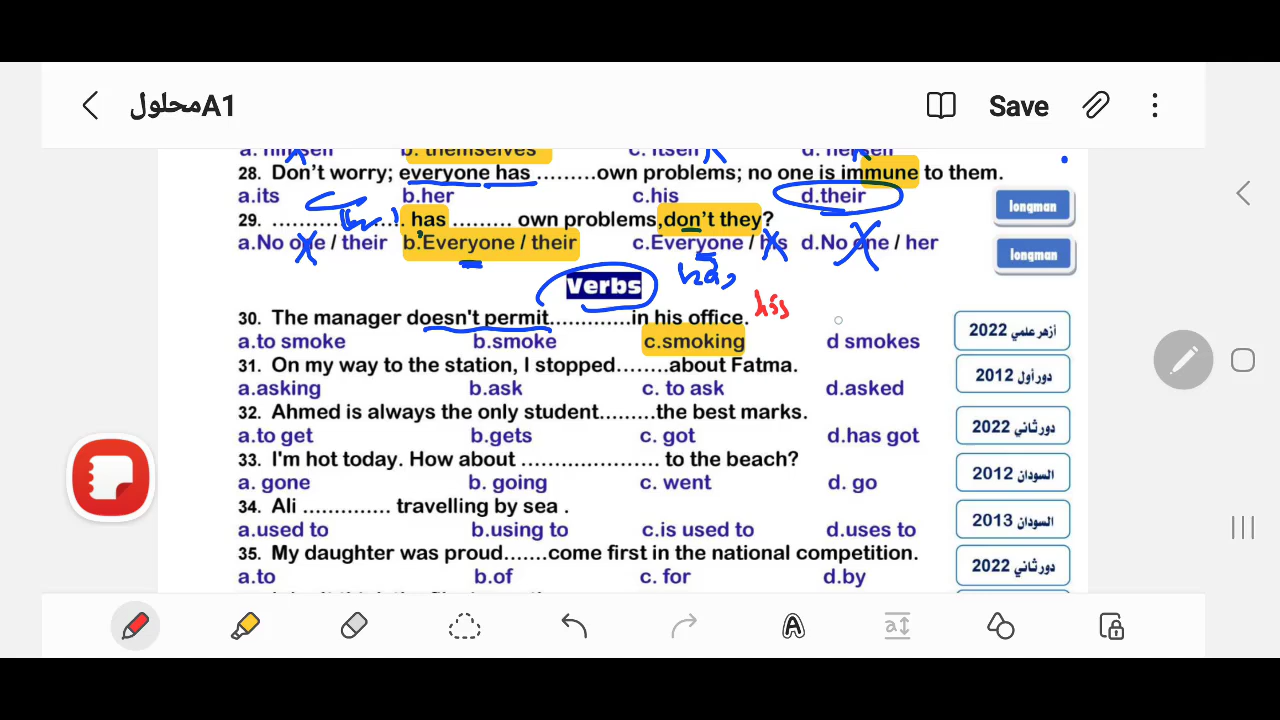 محلولA1
Save
a. himself b. themselves c. itself d. herself
28. Don't worry; everyone has .........own problems; no one is immune to them.
a.its b.her c.his d.their
longman
29. .................... has ......... own problems,don't they?
a.No one / their b.Everyone / their c.Everyone / his d.No one / her
longman
Verbs
his
30. The manager doesn't permit.............in his office.
أزهر علمي 2022
a.to smoke b.smoke c.smoking d smokes
31. On my way to the station, I stopped........about Fatma.
دور أول 2012
a.asking b.ask c. to ask d.asked
32. Ahmed is always the only student.........the best marks.
دور ثاني 2022
a.to get b.gets c. got d.has got
33. I'm hot today. How about .................... to the beach?
السودان 2012
a. gone b. going c. went d. go
34. Ali .............. travelling by sea .
السودان 2013
a.used to b.using to c.is used to d.uses to
35. My daughter was proud.......come first in the national competition.
دور ثاني 2022
a.to b.of c. for d.by